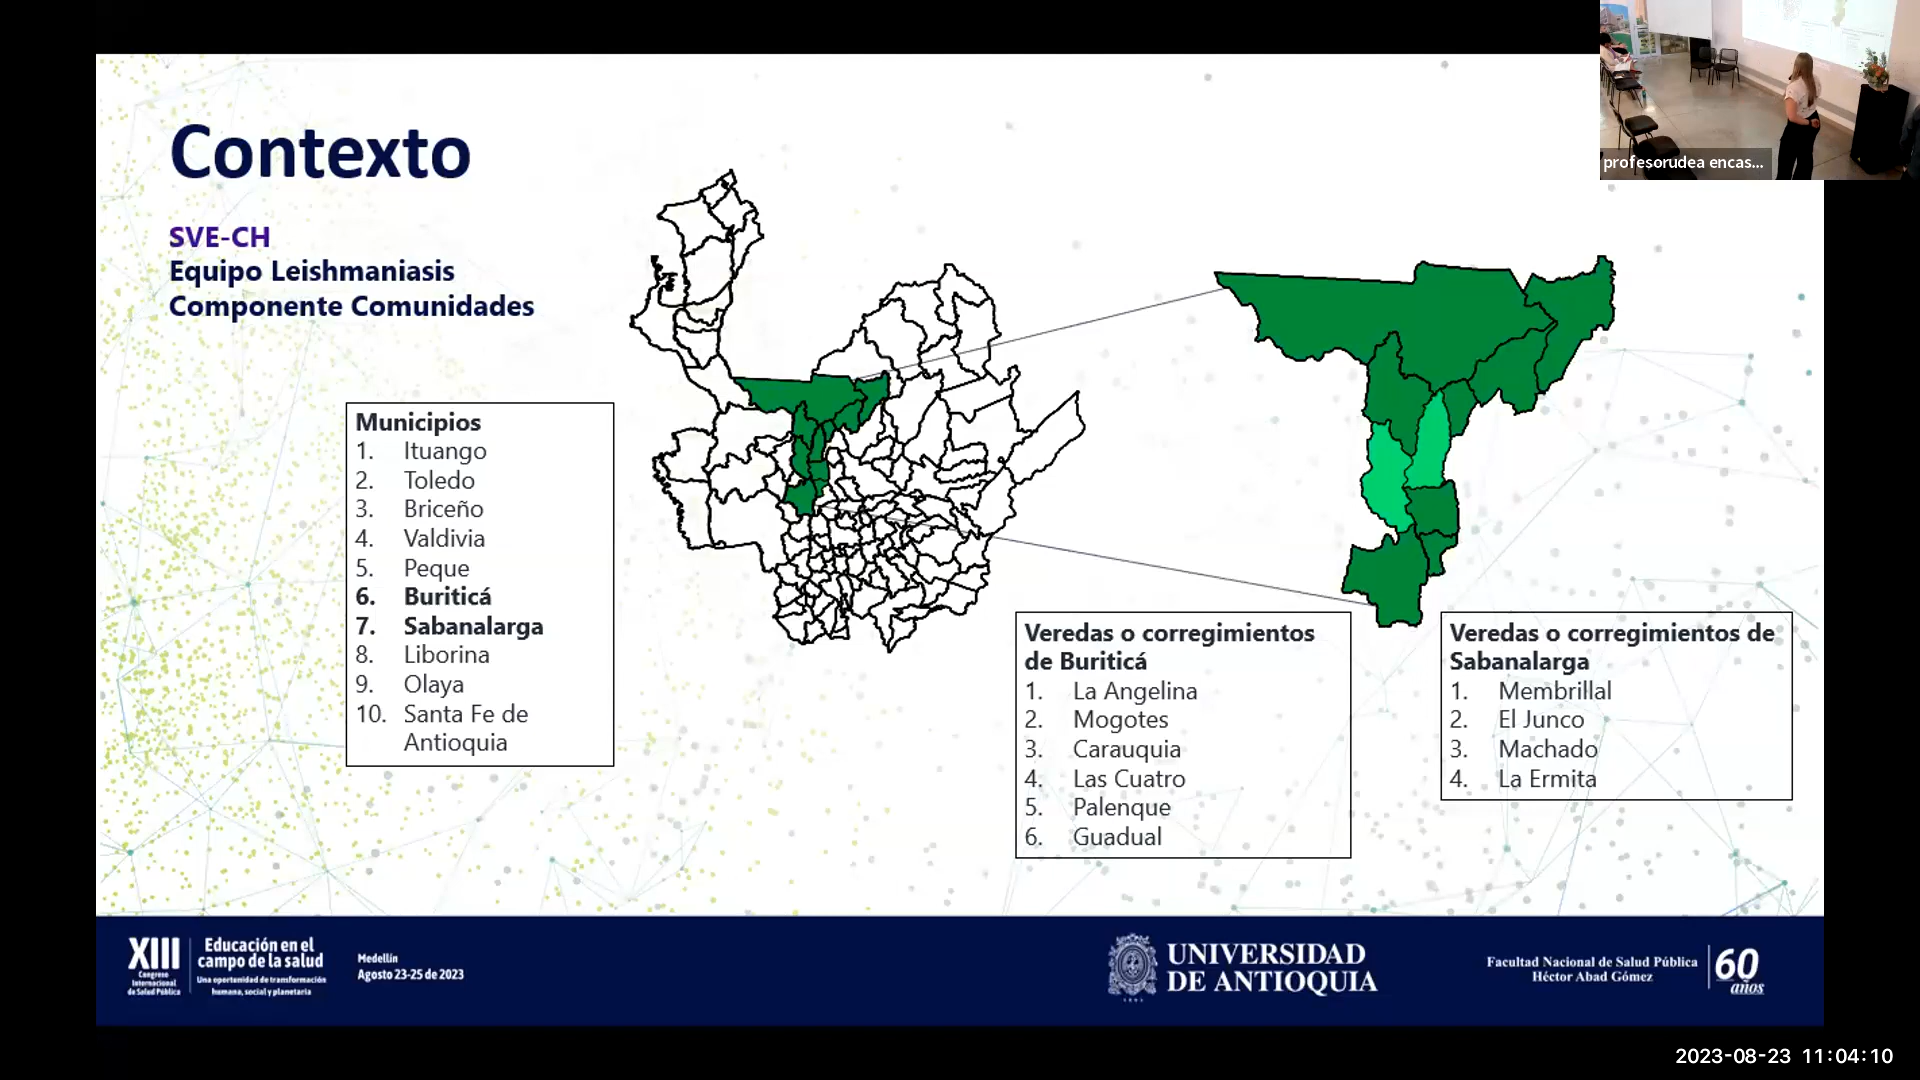 Contexto
SVE-CH
Equipo Leishmaniasis
Componente Comunidades
Municipios
1. Ituango
2. Toledo
3. Briceño
4. Valdivia
5. Peque
6. Buriticá
7. Sabanalarga
8. Liborina
9. Olaya
10. Santa Fe de
Antioquia
Veredas o corregimientos
de Buriticá
1. La Angelina
2. Mogotes
3. Carauquia
4. Las Cuatro
5. Palenque
6. Guadual
Veredas o corregimientos de
Sabanalarga
1. Membrillal
2. El Junco
3. Machado
4. La Ermita
profesorudea encas...
XIII
Congreso
Internacional
de Salud Pública
Educación en el
campo de la salud
Una oportunidad de transformación
humana, social y planetaria
Medellín
Agosto 23-25 de 2023
UNIVERSIDAD
DE ANTIOQUIA
1803
Facultad Nacional de Salud Pública
Héctor Abad Gómez
60
años
2023-08-23 11:04:10